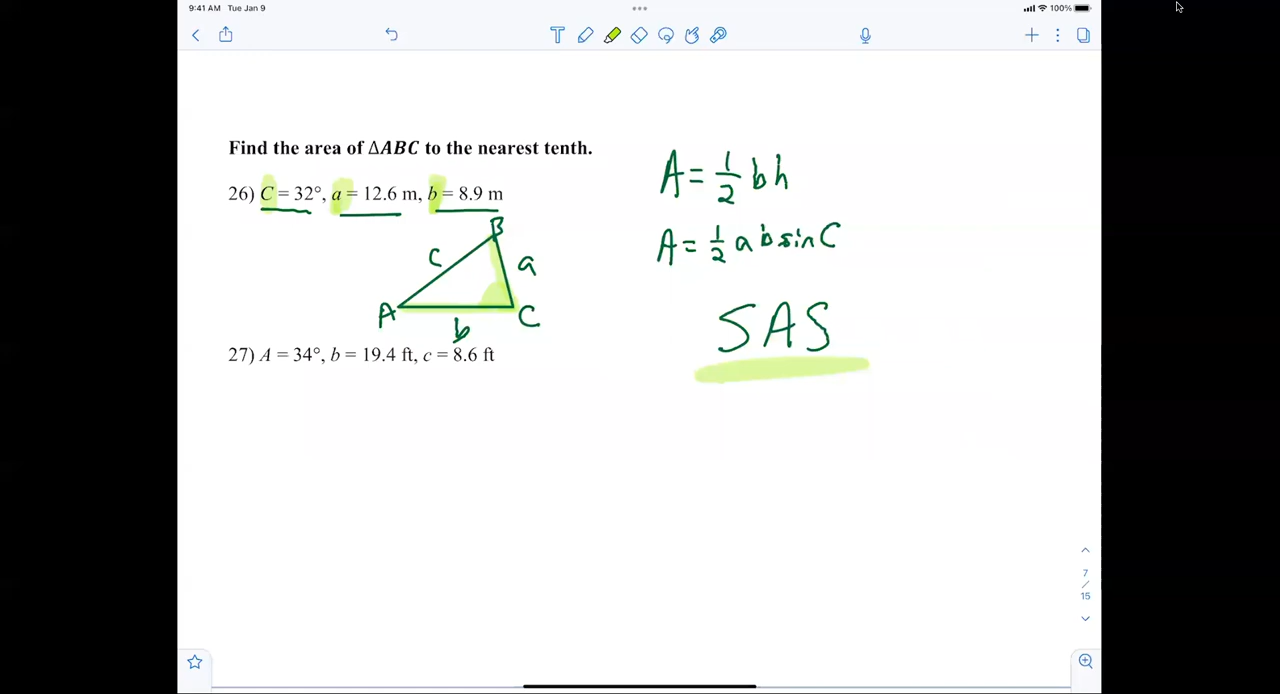 9:41 AM Tue Jan 9
100%
Find the area of ΔABC to the nearest tenth.
26) C = 32°, a = 12.6 m, b = 8.9 m
B
c
a
A
C
b
27) A = 34°, b = 19.4 ft, c = 8.6 ft
A = 1/2 bh
A = 1/2 a b sin C
SAS
7
/
15